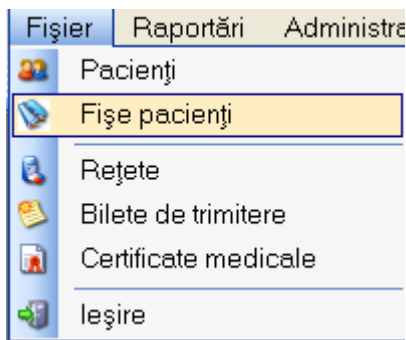 Fişier Raportări Administra
Pacienţi
Fişe pacienţi
Reţete
Bilete de trimitere
Certificate medicale
Ieşire